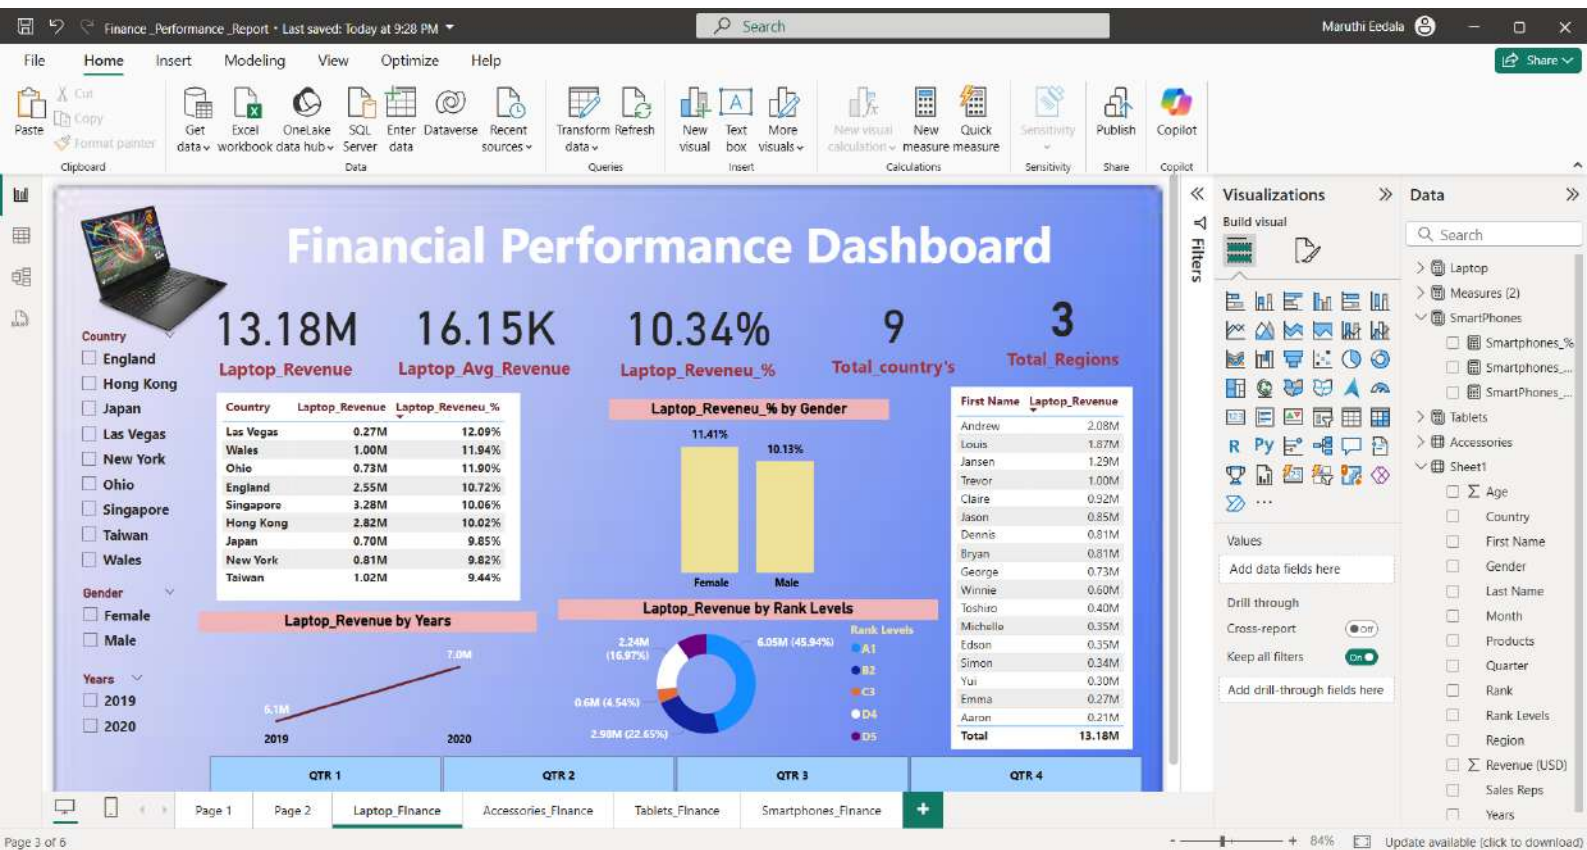 Finance _Performance _Report • Last saved: Today at 9:28 PM
Search
Maruthi Eedala
File Home Insert Modeling View Optimize Help
Share
Paste
Cut
Copy
Format painter
Clipboard
Get data
Excel workbook
OneLake data hub
SQL Server
Enter data
Dataverse
Recent sources
Data
Transform data
Refresh
Queries
New visual
Text box
More visuals
Insert
New visual calculation
New measure
Quick measure
Calculations
Sensitivity
Sensitivity
Publish
Share
Copilot
Copilot
Financial Performance Dashboard
13.18M
Laptop_Revenue
16.15K
Laptop_Avg_Revenue
10.34%
Laptop_Reveneu_%
9
Total_country's
3
Total_Regions
Country
England
Hong Kong
Japan
Las Vegas
New York
Ohio
Singapore
Taiwan
Wales
Gender
Female
Male
Years
2019
2020
Country Laptop_Revenue Laptop_Reveneu_%
Las Vegas 0.27M 12.09%
Wales 1.00M 11.94%
Ohio 0.73M 11.90%
England 2.55M 10.72%
Singapore 3.28M 10.06%
Hong Kong 2.82M 10.02%
Japan 0.70M 9.85%
New York 0.81M 9.82%
Taiwan 1.02M 9.44%
Laptop_Reveneu_% by Gender
11.41%
10.13%
Female Male
Laptop_Revenue by Years
6.1M
7.0M
2019 2020
Laptop_Revenue by Rank Levels
2.24M
(16.97%)
6.05M (45.94%)
0.6M (4.54%)
2.98M (22.65%)
Rank Levels
A1
B2
C3
D4
D5
First Name Laptop_Revenue
Andrew 2.08M
Louis 1.87M
Jansen 1.29M
Trevor 1.00M
Claire 0.92M
Jason 0.85M
Dennis 0.81M
Bryan 0.81M
George 0.73M
Winnie 0.60M
Toshiro 0.40M
Michelle 0.35M
Edson 0.35M
Simon 0.34M
Yui 0.30M
Emma 0.27M
Aaron 0.21M
Total 13.18M
QTR 1 QTR 2 QTR 3 QTR 4
Filters
Visualizations
Build visual
123
R Py
Values
Add data fields here
Drill through
Cross-report Off
Keep all filters On
Add drill-through fields here
Data
Search
Laptop
Measures (2)
SmartPhones
Smartphones_%
Smartphones_...
SmartPhones_...
Tablets
Accessories
Sheet1
Age
Country
First Name
Gender
Last Name
Month
Products
Quarter
Rank
Rank Levels
Region
Revenue (USD)
Sales Reps
Years
Page 1 Page 2 Laptop_FInance Accessories_FInance Tablets_FInance Smartphones_FInance
Page 3 of 6
84%
Update available (click to download)